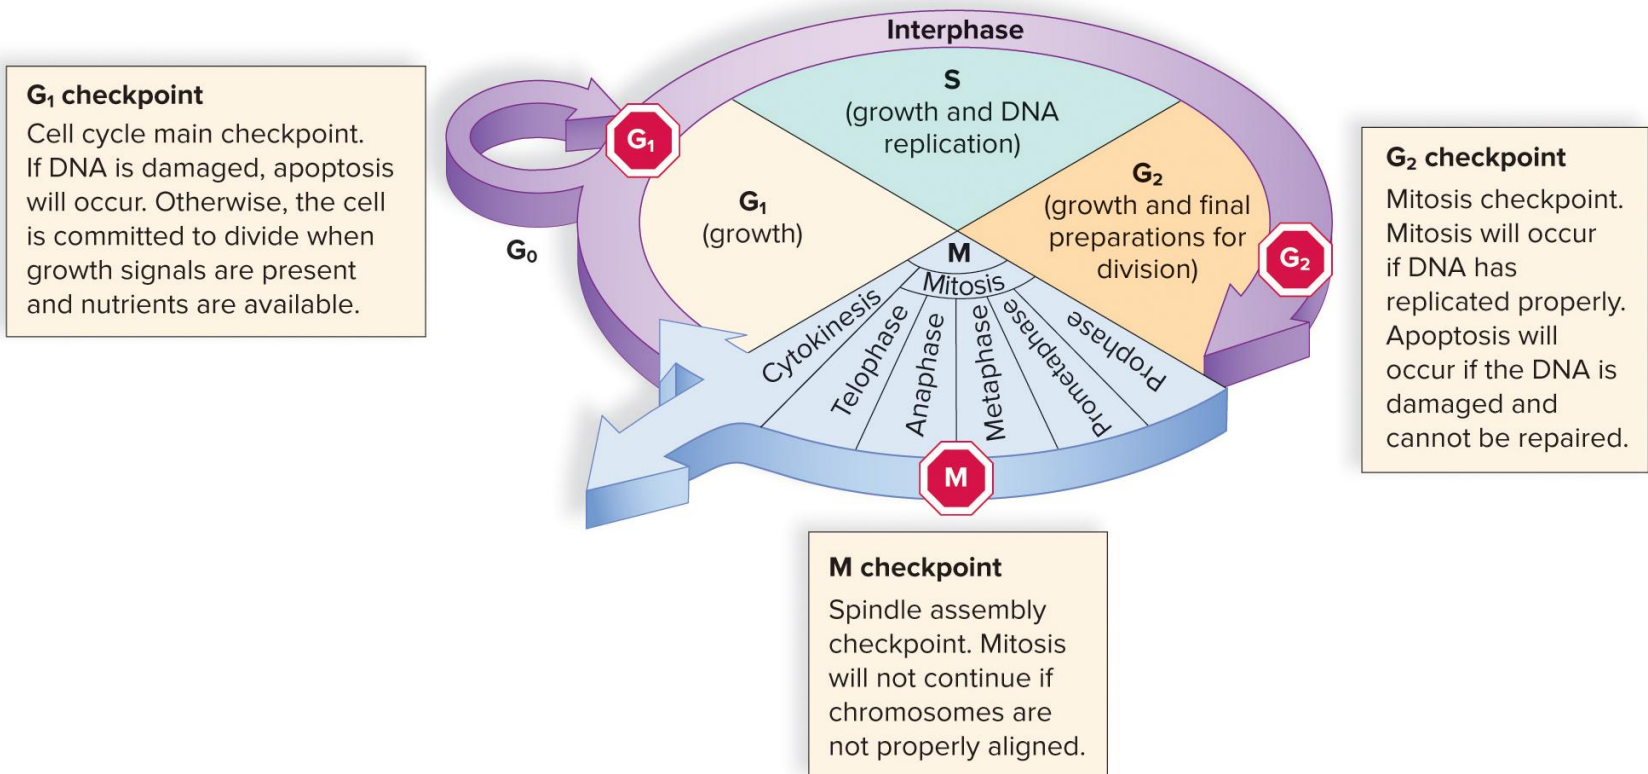 Interphase
G₁ checkpoint
Cell cycle main checkpoint.
If DNA is damaged, apoptosis
will occur. Otherwise, the cell
is committed to divide when
growth signals are present
and nutrients are available.
G₁
G₀
S
(growth and DNA
replication)
G₁
(growth)
G₂
(growth and final
preparations for
division)
G₂
G₂ checkpoint
Mitosis checkpoint.
Mitosis will occur
if DNA has
replicated properly.
Apoptosis will
occur if the DNA is
damaged and
cannot be repaired.
M
Mitosis
Cytokinesis
Telophase
Anaphase
Metaphase
Prometaphase
Prophase
M
M checkpoint
Spindle assembly
checkpoint. Mitosis
will not continue if
chromosomes are
not properly aligned.